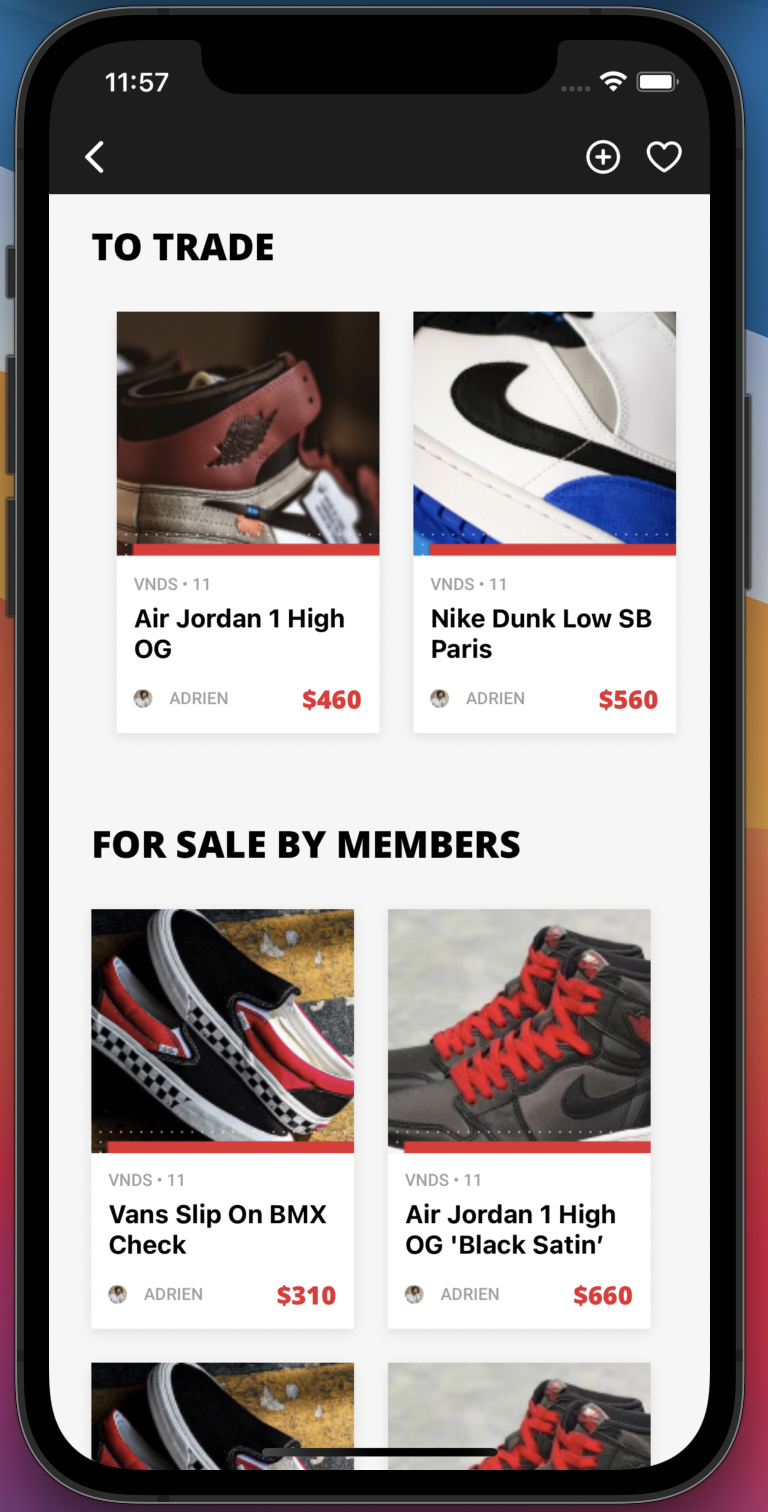 11:57
TO TRADE
VNDS • 11
Air Jordan 1 High
OG
ADRIEN
$460
VNDS • 11
Nike Dunk Low SB
Paris
ADRIEN
$560
FOR SALE BY MEMBERS
VNDS • 11
Vans Slip On BMX
Check
ADRIEN
$310
VNDS • 11
Air Jordan 1 High
OG 'Black Satin’
ADRIEN
$660